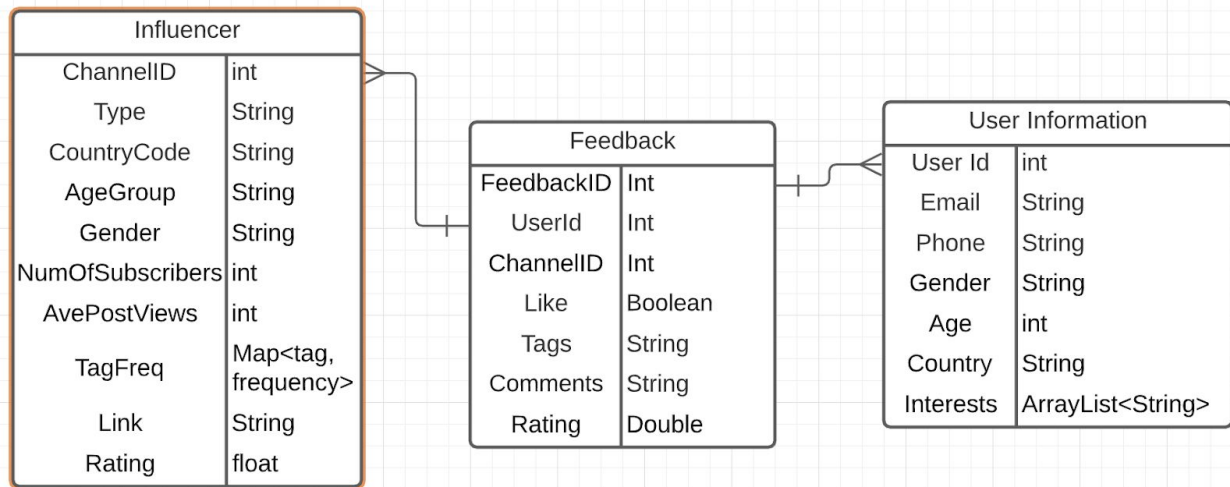 Influencer
ChannelID int
Type String
CountryCode String
AgeGroup String
Gender String
NumOfSubscribers int
AvePostViews int
TagFreq Map<tag,
frequency>
Link String
Rating float
Feedback
FeedbackID Int
UserId Int
ChannelID Int
Like Boolean
Tags String
Comments String
Rating Double
User Information
User Id int
Email String
Phone String
Gender String
Age int
Country String
Interests ArrayList<String>